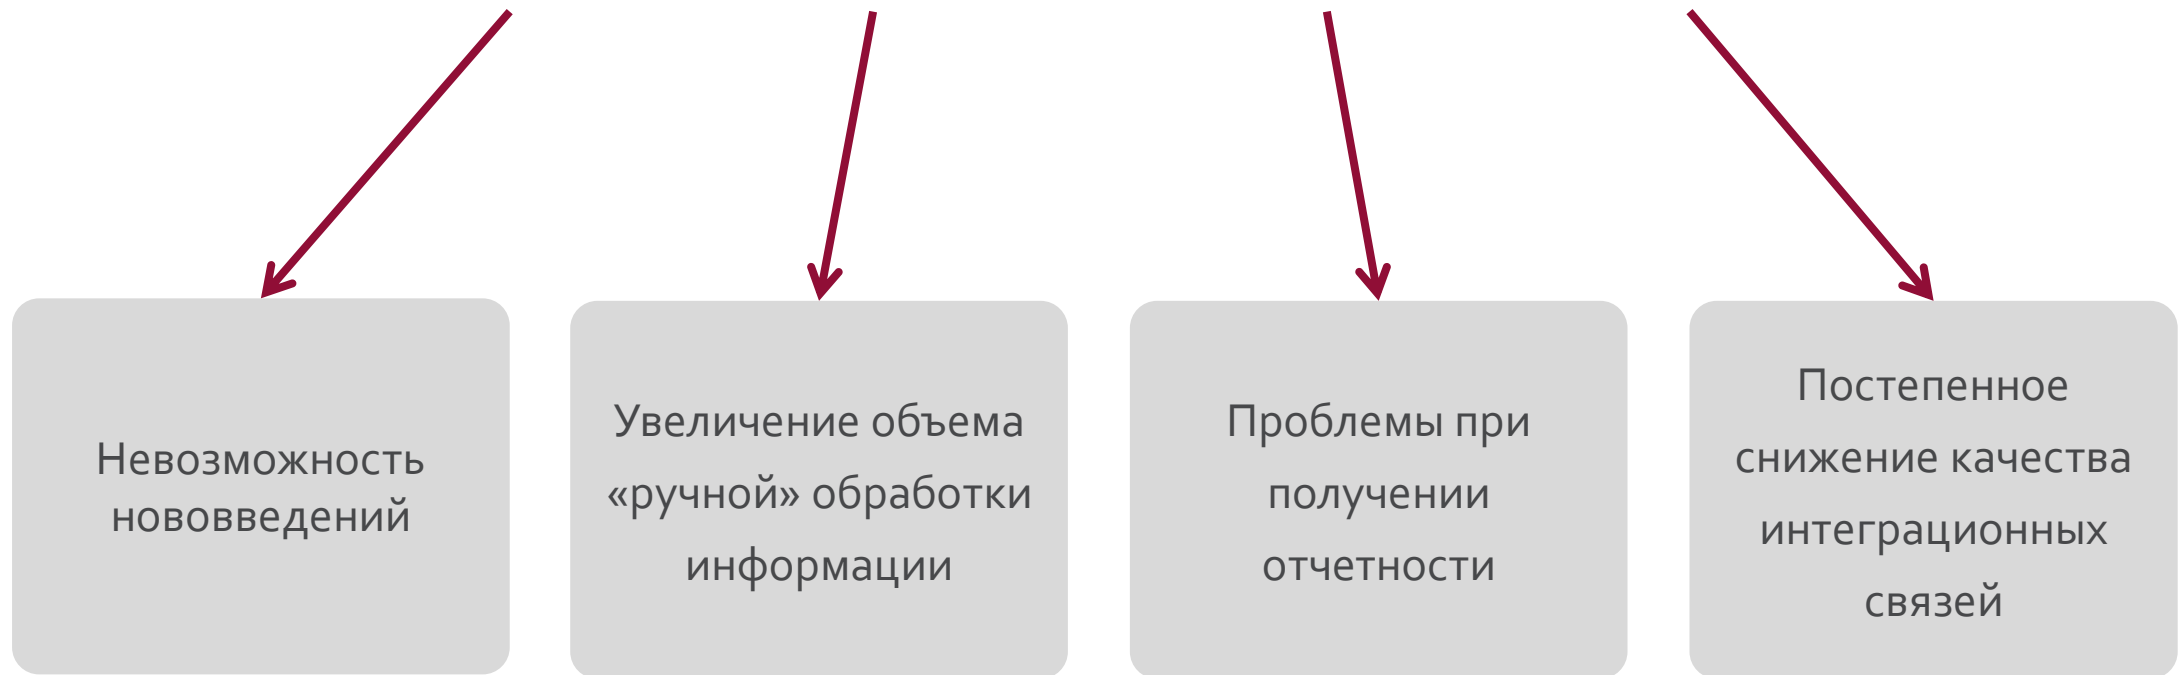 Невозможность
нововведений
Увеличение объема
«ручной» обработки
информации
Проблемы при
получении
отчетности
Постепенное
снижение качества
интеграционных
связей